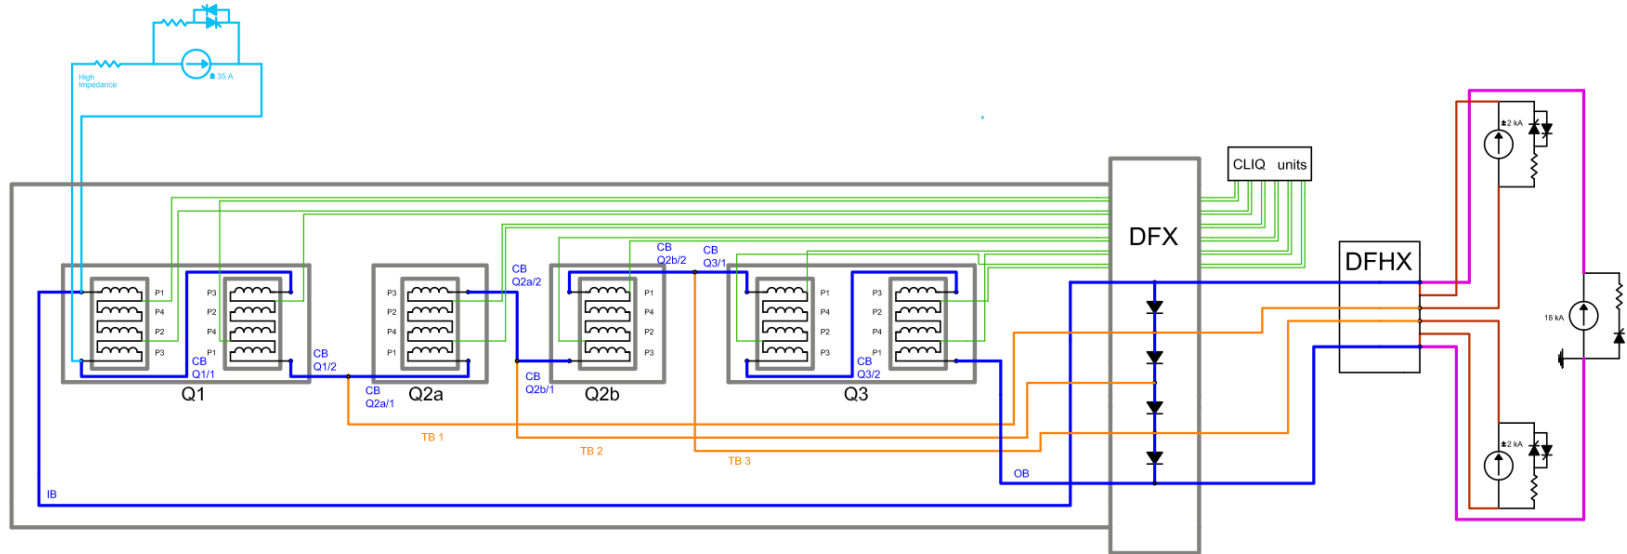 High
Impedance
± 35 A
CLIQ units
DFX
DFHX
± 2 kA
18 kA
± 2 kA
P1
P4
P2
P3
P3
P2
P4
P1
P3
P2
P4
P1
P1
P4
P2
P3
P1
P4
P2
P3
P3
P2
P4
P1
CB
Q1/1
CB
Q1/2
CB
Q2a/1
CB
Q2a/2
CB
Q2b/1
CB
Q2b/2
CB
Q3/1
CB
Q3/2
Q1
Q2a
Q2b
Q3
TB 1
TB 2
TB 3
IB
OB